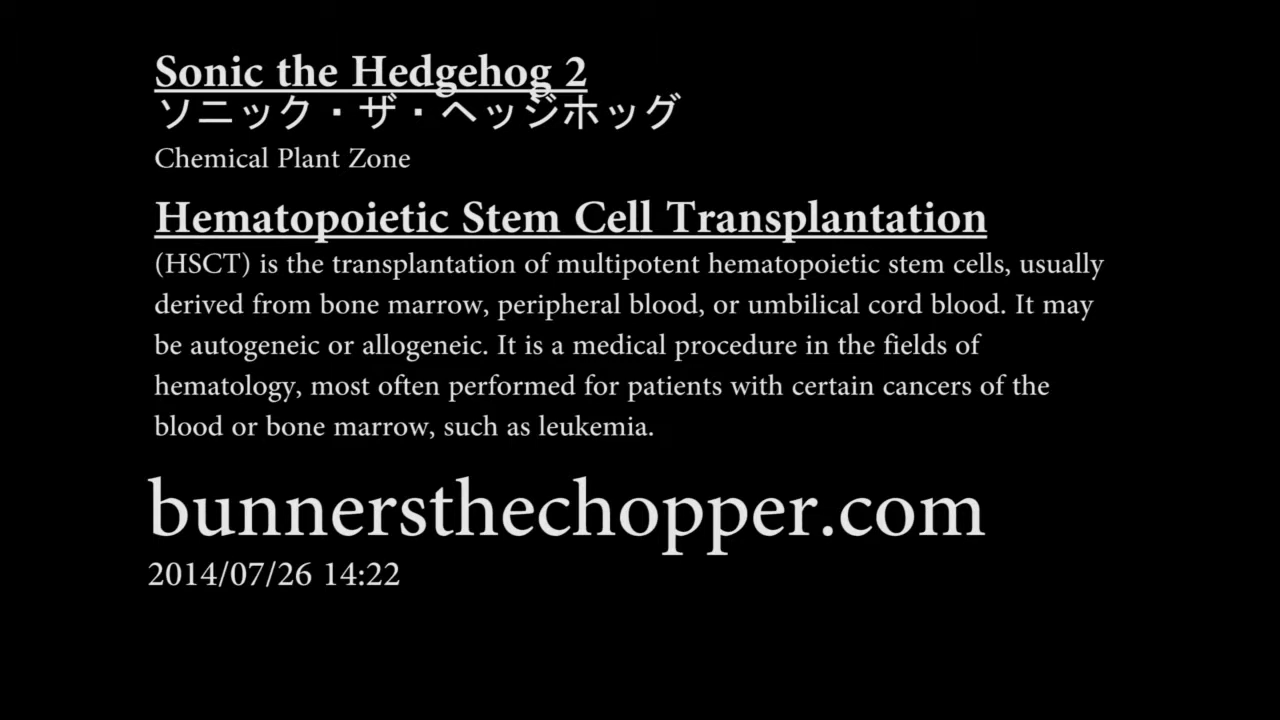 Sonic the Hedgehog 2
ソニック・ザ・ヘッジホッグ
Chemical Plant Zone
Hematopoietic Stem Cell Transplantation
(HSCT) is the transplantation of multipotent hematopoietic stem cells, usually
derived from bone marrow, peripheral blood, or umbilical cord blood. It may
be autogeneic or allogeneic. It is a medical procedure in the fields of
hematology, most often performed for patients with certain cancers of the
blood or bone marrow, such as leukemia.
bunnersthechopper.com
2014/07/26 14:22